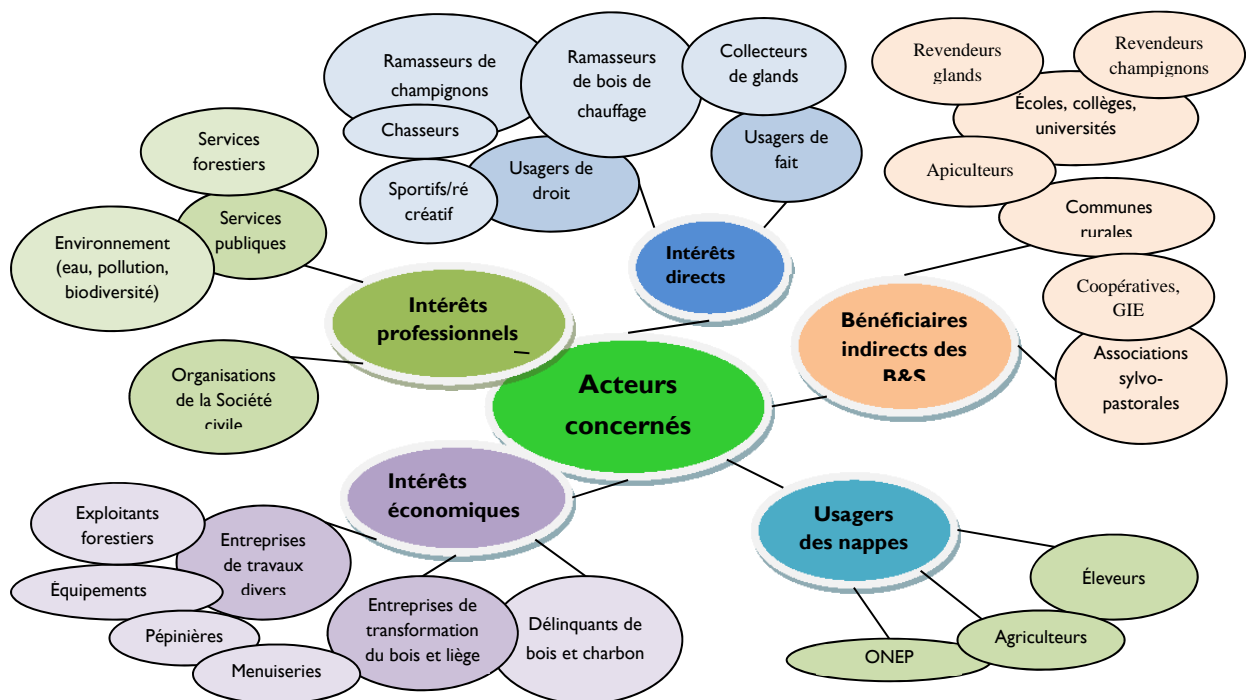 Ramasseurs de
champignons
Ramasseurs
de bois de
chauffage
Collecteurs
de glands
Revendeurs
glands
Revendeurs
champignons
Écoles, collèges,
universités
Chasseurs
Services
forestiers
Usagers de
droit
Usagers de
fait
Apiculteurs
Sportifs/ré
créatif
Communes
rurales
Services
publiques
Environnement
(eau, pollution,
biodiversité)
Intérêts
directs
Intérêts
professionnels
Bénéficiaires
indirects des
B&S
Coopératives,
GIE
Associations
sylvo-
pastorales
Organisations
de la Société
civile
Acteurs
concernés
Intérêts
économiques
Usagers
des nappes
Exploitants
forestiers
Entreprises
de travaux
divers
Équipements
Pépinières
Menuiseries
Entreprises de
transformation
du bois et liège
Délinquants de
bois et charbon
Éleveurs
Agriculteurs
ONEP